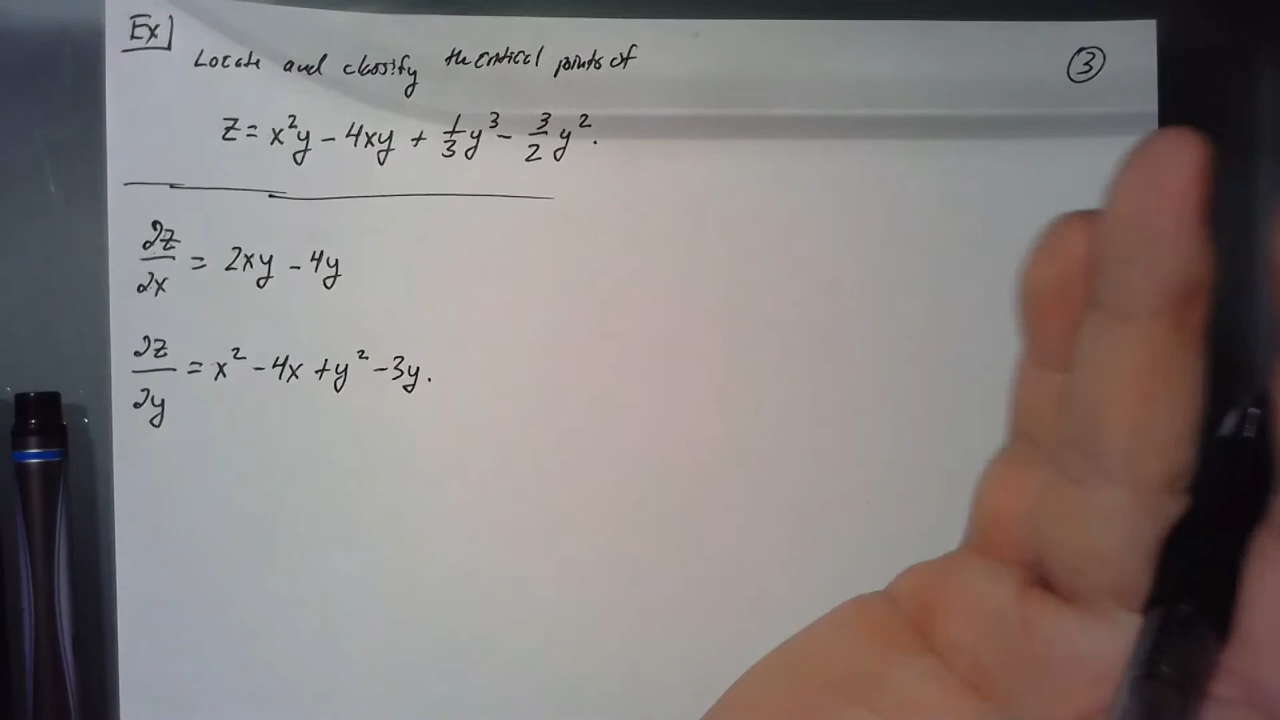 Ex]
Locate and classify the critical points of
③
z = x²y - 4xy + 1/3 y³ - 3/2 y².
∂z/∂x = 2xy - 4y
∂z/∂y = x² - 4x + y² - 3y.